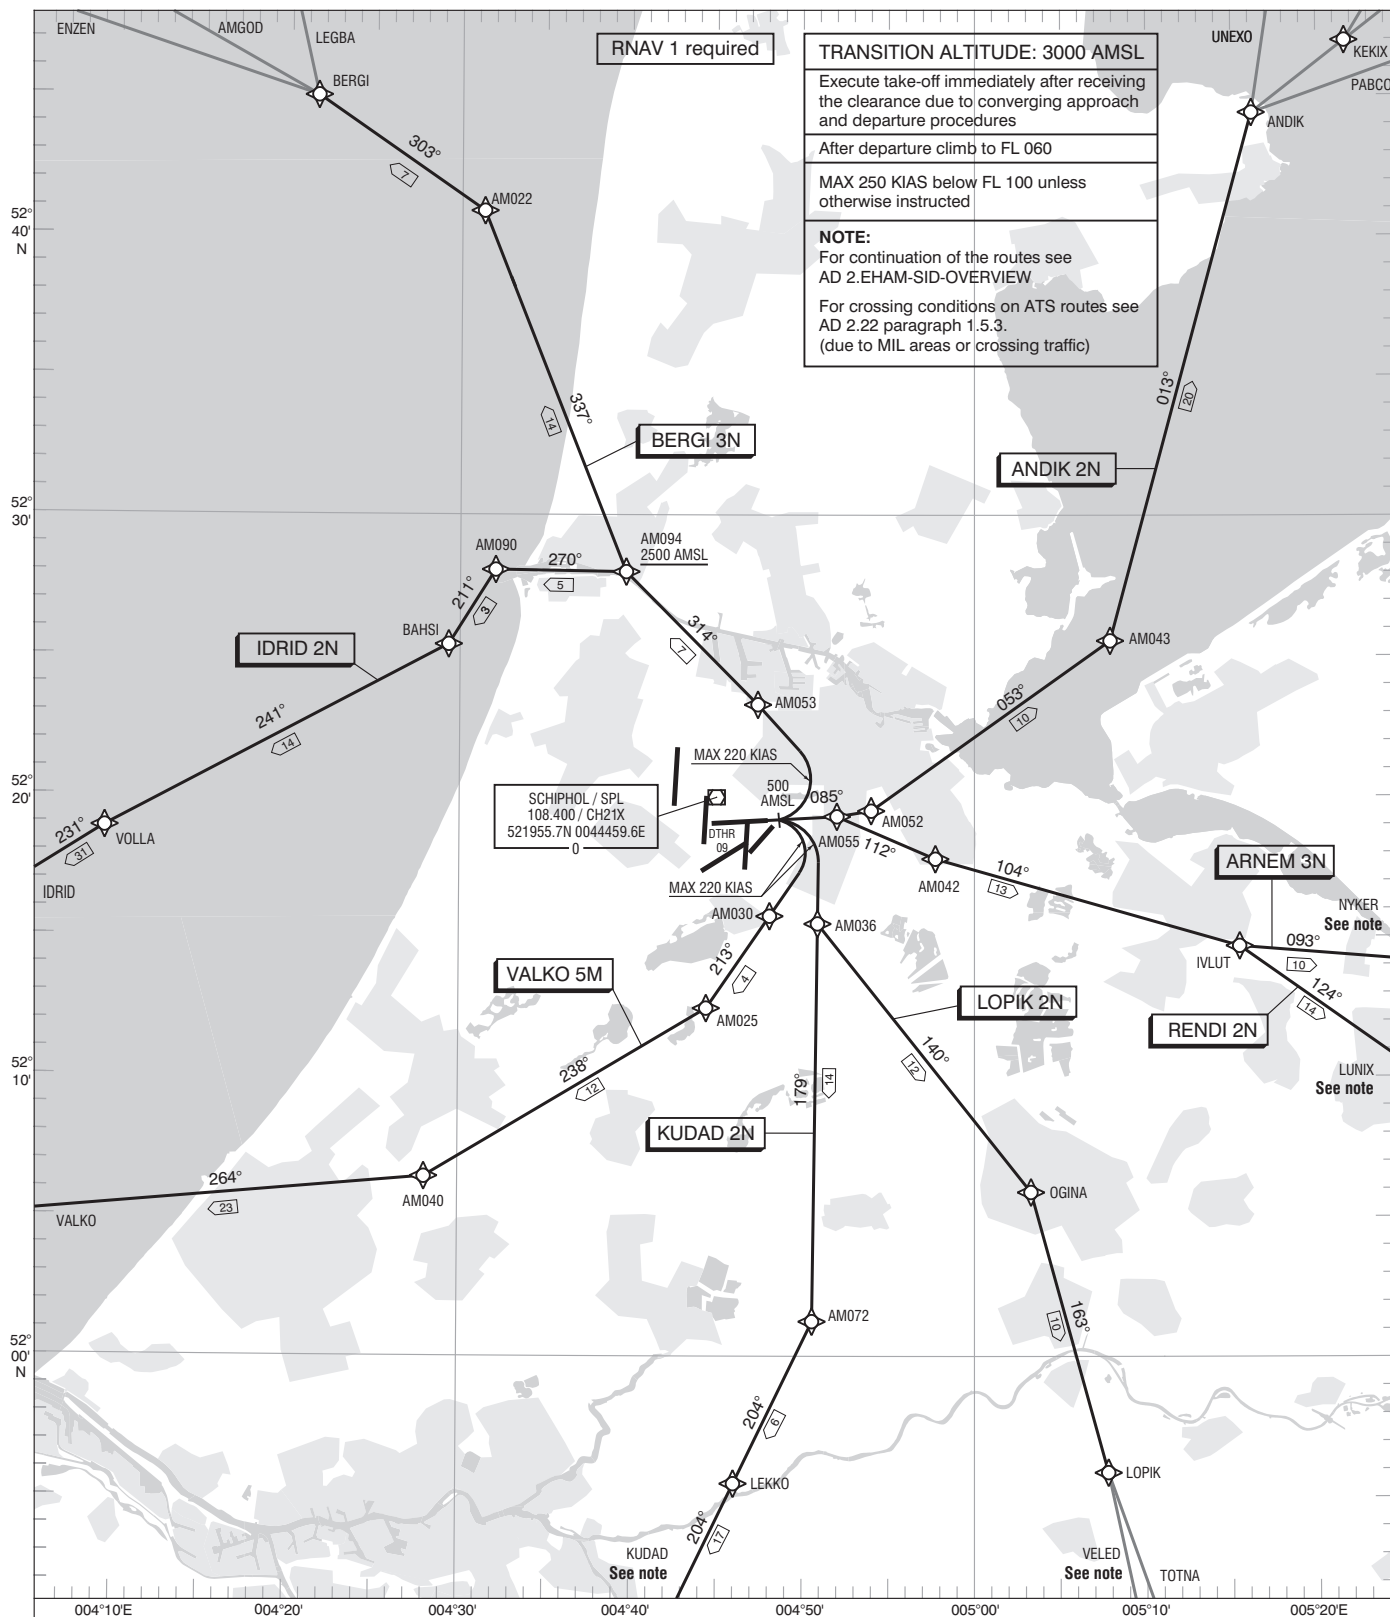 ENZEN
AMGOD
LEGBA
BERGI
RNAV 1 required
TRANSITION ALTITUDE: 3000 AMSL
Execute take-off immediately after receiving
the clearance due to converging approach
and departure procedures
After departure climb to FL 060
MAX 250 KIAS below FL 100 unless
otherwise instructed
NOTE:
For continuation of the routes see
AD 2.EHAM-SID-OVERVIEW
For crossing conditions on ATS routes see
AD 2.22 paragraph 1.5.3.
(due to MIL areas or crossing traffic)
UNEXO
KEKIX
PABCO
ANDIK
303°
7
AM022
52°
40'
N
337°
14
BERGI 3N
013°
20
ANDIK 2N
52°
30'
AM090
270°
5
AM094
2500 AMSL
211°
3
BAHSI
IDRID 2N
314°
7
AM043
241°
14
AM053
053°
10
MAX 220 KIAS
52°
20'
SCHIPHOL / SPL
108.400 / CH21X
521955.7N 0044459.6E
0
500
AMSL
085°
AM052
DTHR
09
AM055
112°
231°
31
VOLLA
IDRID
MAX 220 KIAS
AM042
104°
13
ARNEM 3N
NYKER
See note
AM030
AM036
213°
4
093°
10
IVLUT
124°
14
VALKO 5M
LOPIK 2N
RENDI 2N
AM025
52°
10'
238°
12
179°
14
140°
12
LUNIX
See note
KUDAD 2N
264°
23
AM040
VALKO
OGINA
AM072
163°
10
52°
00'
N
204°
6
LEKKO
LOPIK
204°
17
KUDAD
See note
VELED
See note
TOTNA
004°10'E
004°20'
004°30'
004°40'
004°50'
005°00'
005°10'
005°20'E